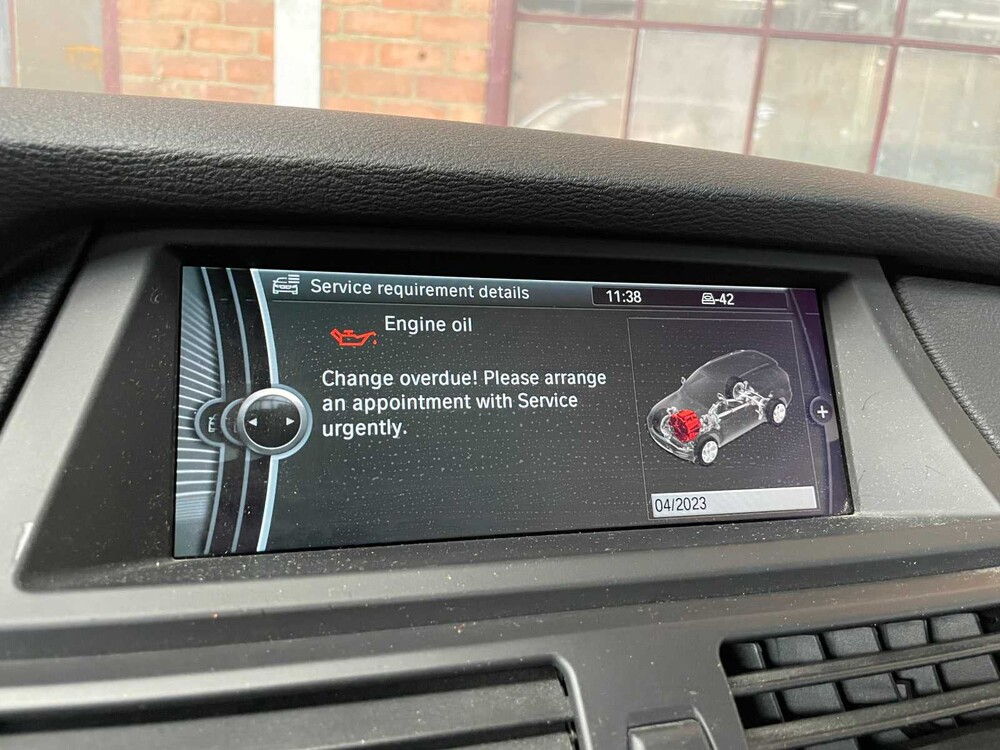 Service requirement details
11:38
-42
Engine oil
Change overdue! Please arrange
an appointment with Service
urgently.
+
04/2023